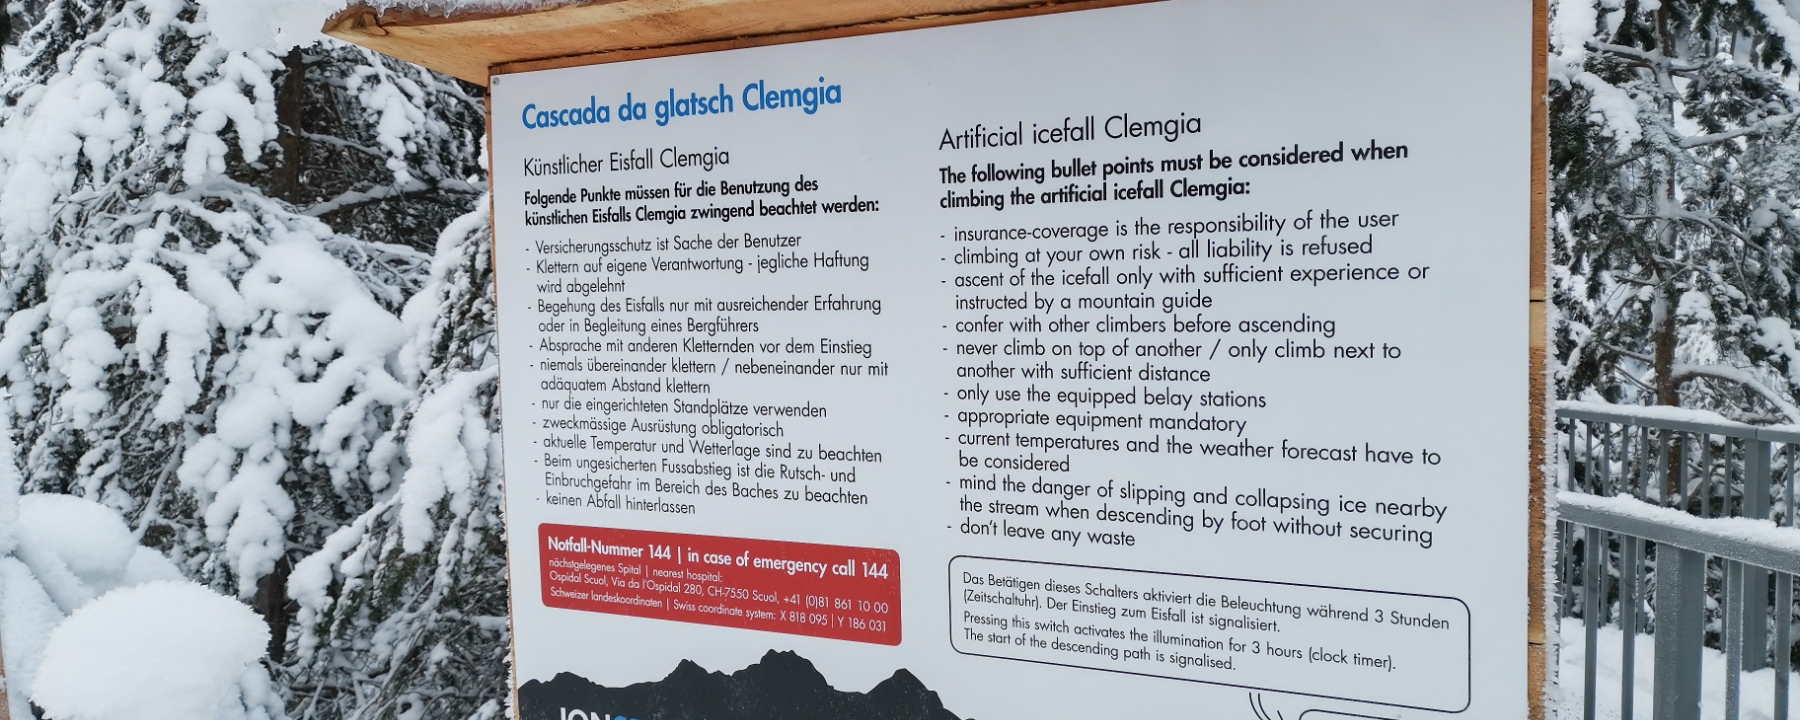 Cascada da glatsch Clemgia
Künstlicher Eisfall Clemgia
Folgende Punkte müssen für die Benutzung des
künstlichen Eisfalls Clemgia zwingend beachtet werden:
- Versicherungsschutz ist Sache der Benutzer
- Klettern auf eigene Verantwortung - jegliche Haftung
wird abgelehnt
- Begehung des Eisfalls nur mit ausreichender Erfahrung
oder in Begleitung eines Bergführers
- Absprache mit anderen Kletternden vor dem Einstieg
- niemals übereinander klettern / nebeneinander nur mit
adäquatem Abstand klettern
- nur die eingerichteten Standplätze verwenden
- zweckmässige Ausrüstung obligatorisch
- aktuelle Temperatur und Wetterlage sind zu beachten
- Beim ungesicherten Fussabstieg ist die Rutsch- und
Einbruchgefahr im Bereich des Baches zu beachten
- keinen Abfall hinterlassen
Notfall-Nummer 144 | in case of emergency call 144
nächstgelegenes Spital | nearest hospital:
Ospidal Scuol, Via da l'Ospidal 280, CH-7550 Scuol, +41 (0)81 861 10 00
Schweizer landeskoordinaten | Swiss coordinate system: X 818 095 | Y 186 031
Artificial icefall Clemgia
The following bullet points must be considered when
climbing the artificial icefall Clemgia:
- insurance-coverage is the responsibility of the user
- climbing at your own risk - all liability is refused
- ascent of the icefall only with sufficient experience or
instructed by a mountain guide
- confer with other climbers before ascending
- never climb on top of another / only climb next to
another with sufficient distance
- only use the equipped belay stations
- appropriate equipment mandatory
- current temperatures and the weather forecast have to
be considered
- mind the danger of slipping and collapsing ice nearby
the stream when descending by foot without securing
- don't leave any waste
Das Betätigen dieses Schalters aktiviert die Beleuchtung während 3 Stunden
(Zeitschaltuhr). Der Einstieg zum Eisfall ist signalisiert.
Pressing this switch activates the illumination for 3 hours (clock timer).
The start of the descending path is signalised.